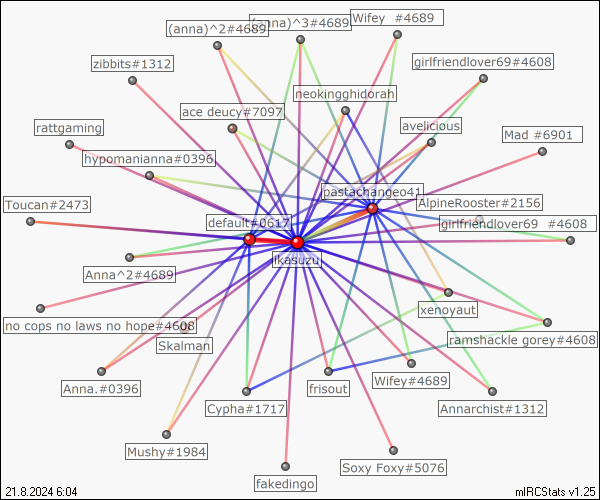 (anna)^2#4689
(anna)^3#4689
Wifey #4689
zibbits#1312
girlfriendlover69#4608
neokingghidorah
ace deucy#7097
rattgaming
avelicious
Mad #6901
hypomanianna#0396
pastachangeo41
Toucan#2473
AlpineRooster#2156
default#0617
girlfriendlover69 #4608
ikasuzu
Anna^2#4689
xenoyaut
no cops no laws no hope#4608
Skalman
ramshackle gorey#4608
Anna.#0396
frisout
Wifey#4689
Cypha#1717
Annarchist#1312
Mushy#1984
Soxy Foxy#5076
fakedingo
21.8.2024 6:04
mIRCStats v1.25